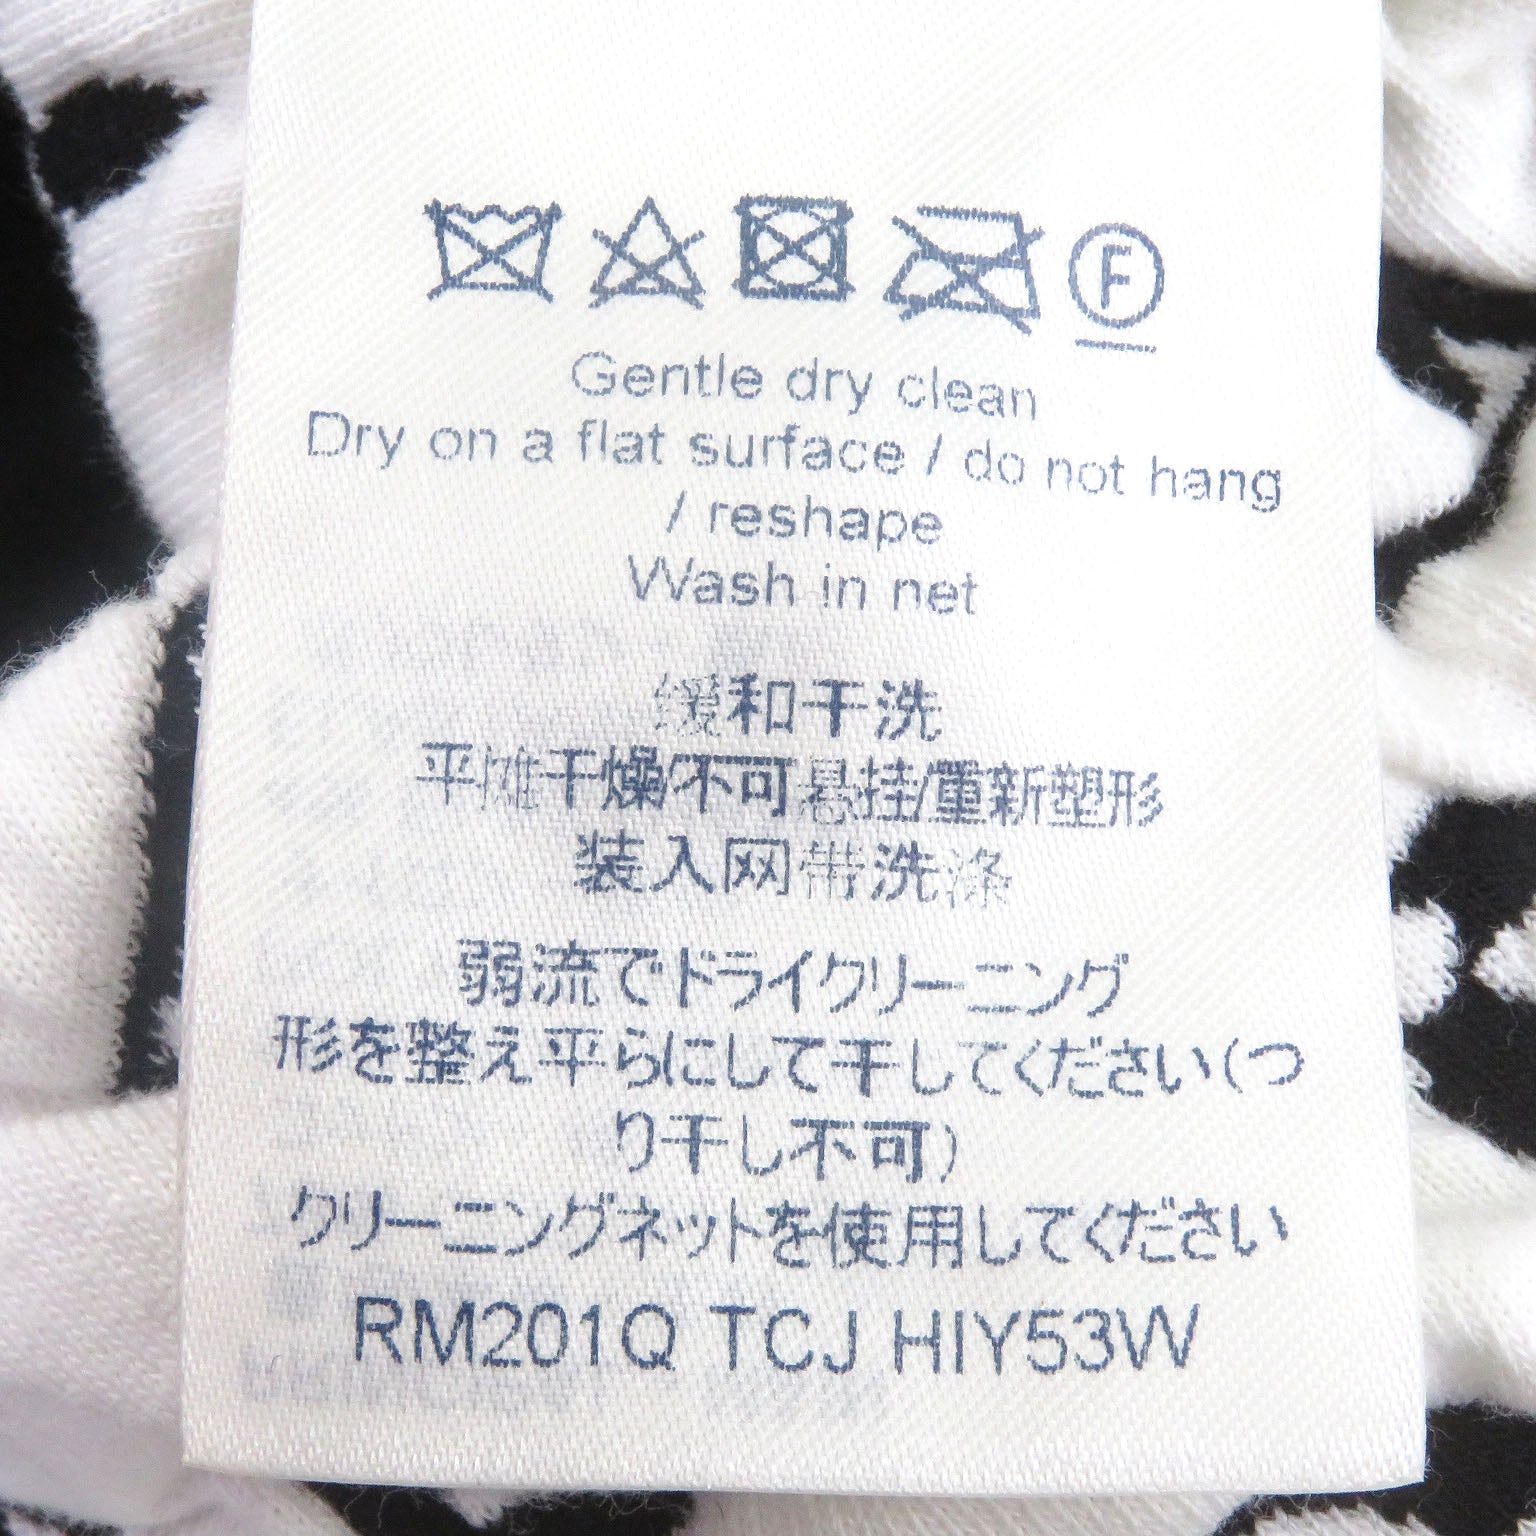 F
Gentle dry clean
Dry on a flat surface / do not hang
/ reshape
Wash in net
缓和干洗
平摊干燥/不可悬挂/重新塑形
装入网带洗涤
弱流でドライクリーニング
形を整え平らにして干してください(つ
り干し不可)
クリーニングネットを使用してください
RM201Q TCJ HIY53W